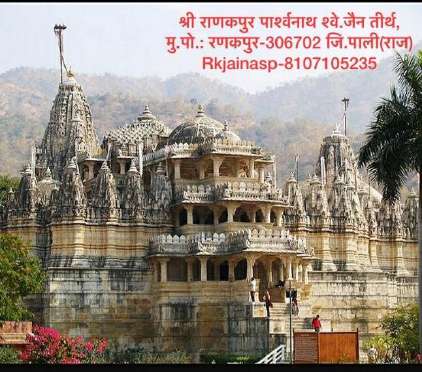 श्री राणकपुर पार्श्वनाथ श्वे.जैन तीर्थ,
मु.पो.: रणकपुर-306702 जि.पाली(राज)
Rkjainasp-8107105235